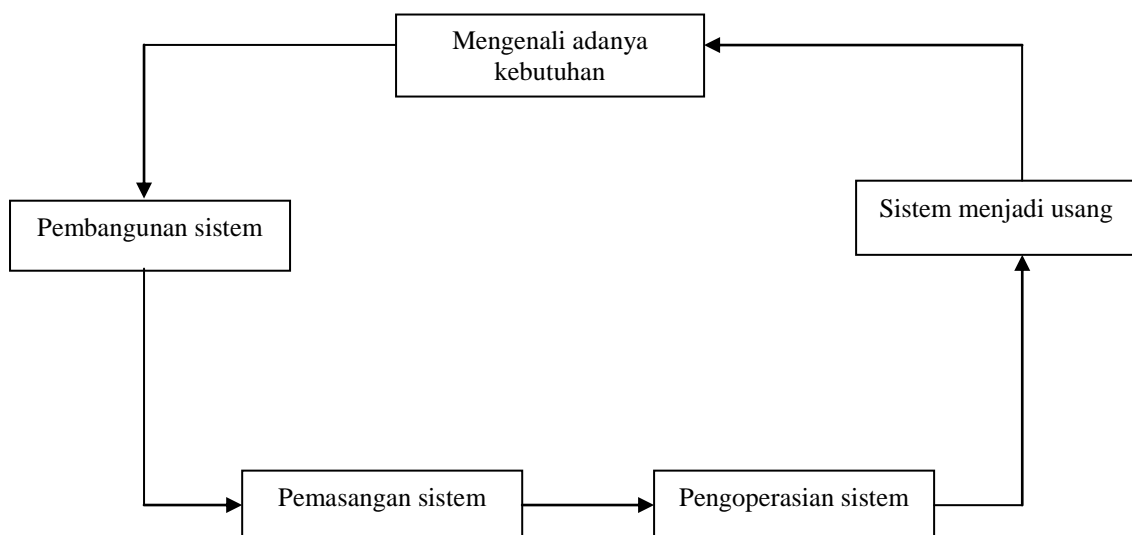 Mengenali adanya
kebutuhan
Pembangunan sistem
Sistem menjadi usang
Pemasangan sistem
Pengoperasian sistem